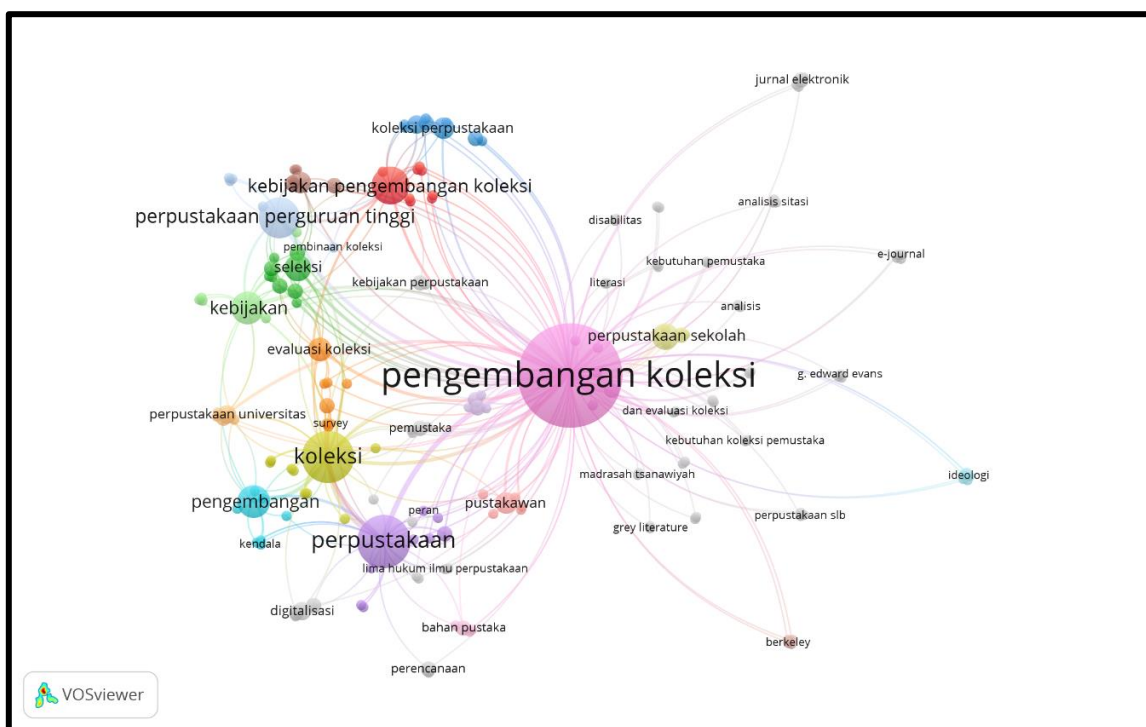 jurnal elektronik
koleksi perpustakaan
kebijakan pengembangan koleksi
analisis sitasi
perpustakaan perguruan tinggi
disabilitas
pembinaan koleksi
e-journal
kebutuhan pemustaka
seleksi
kebijakan perpustakaan
literasi
kebijakan
analisis
perpustakaan sekolah
evaluasi koleksi
pengembangan koleksi
g. edward evans
perpustakaan universitas
dan evaluasi koleksi
survey
pemustaka
kebutuhan koleksi pemustaka
koleksi
madrasah tsanawiyah
ideologi
pengembangan
pustakawan
peran
perpustakaan slb
grey literature
kendala
perpustakaan
lima hukum ilmu perpustakaan
digitalisasi
bahan pustaka
berkeley
perencanaan
VOSviewer